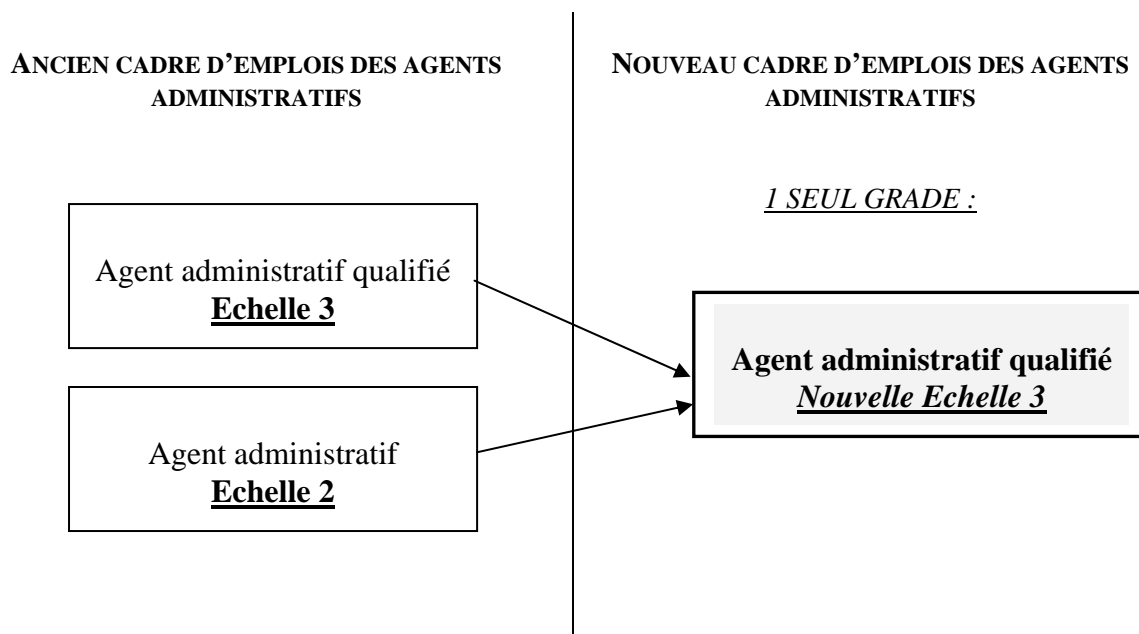 ANCIEN CADRE D’EMPLOIS DES AGENTS
ADMINISTRATIFS
Agent administratif qualifié
Echelle 3
Agent administratif
Echelle 2
NOUVEAU CADRE D’EMPLOIS DES AGENTS
ADMINISTRATIFS
1 SEUL GRADE :
Agent administratif qualifié
Nouvelle Echelle 3